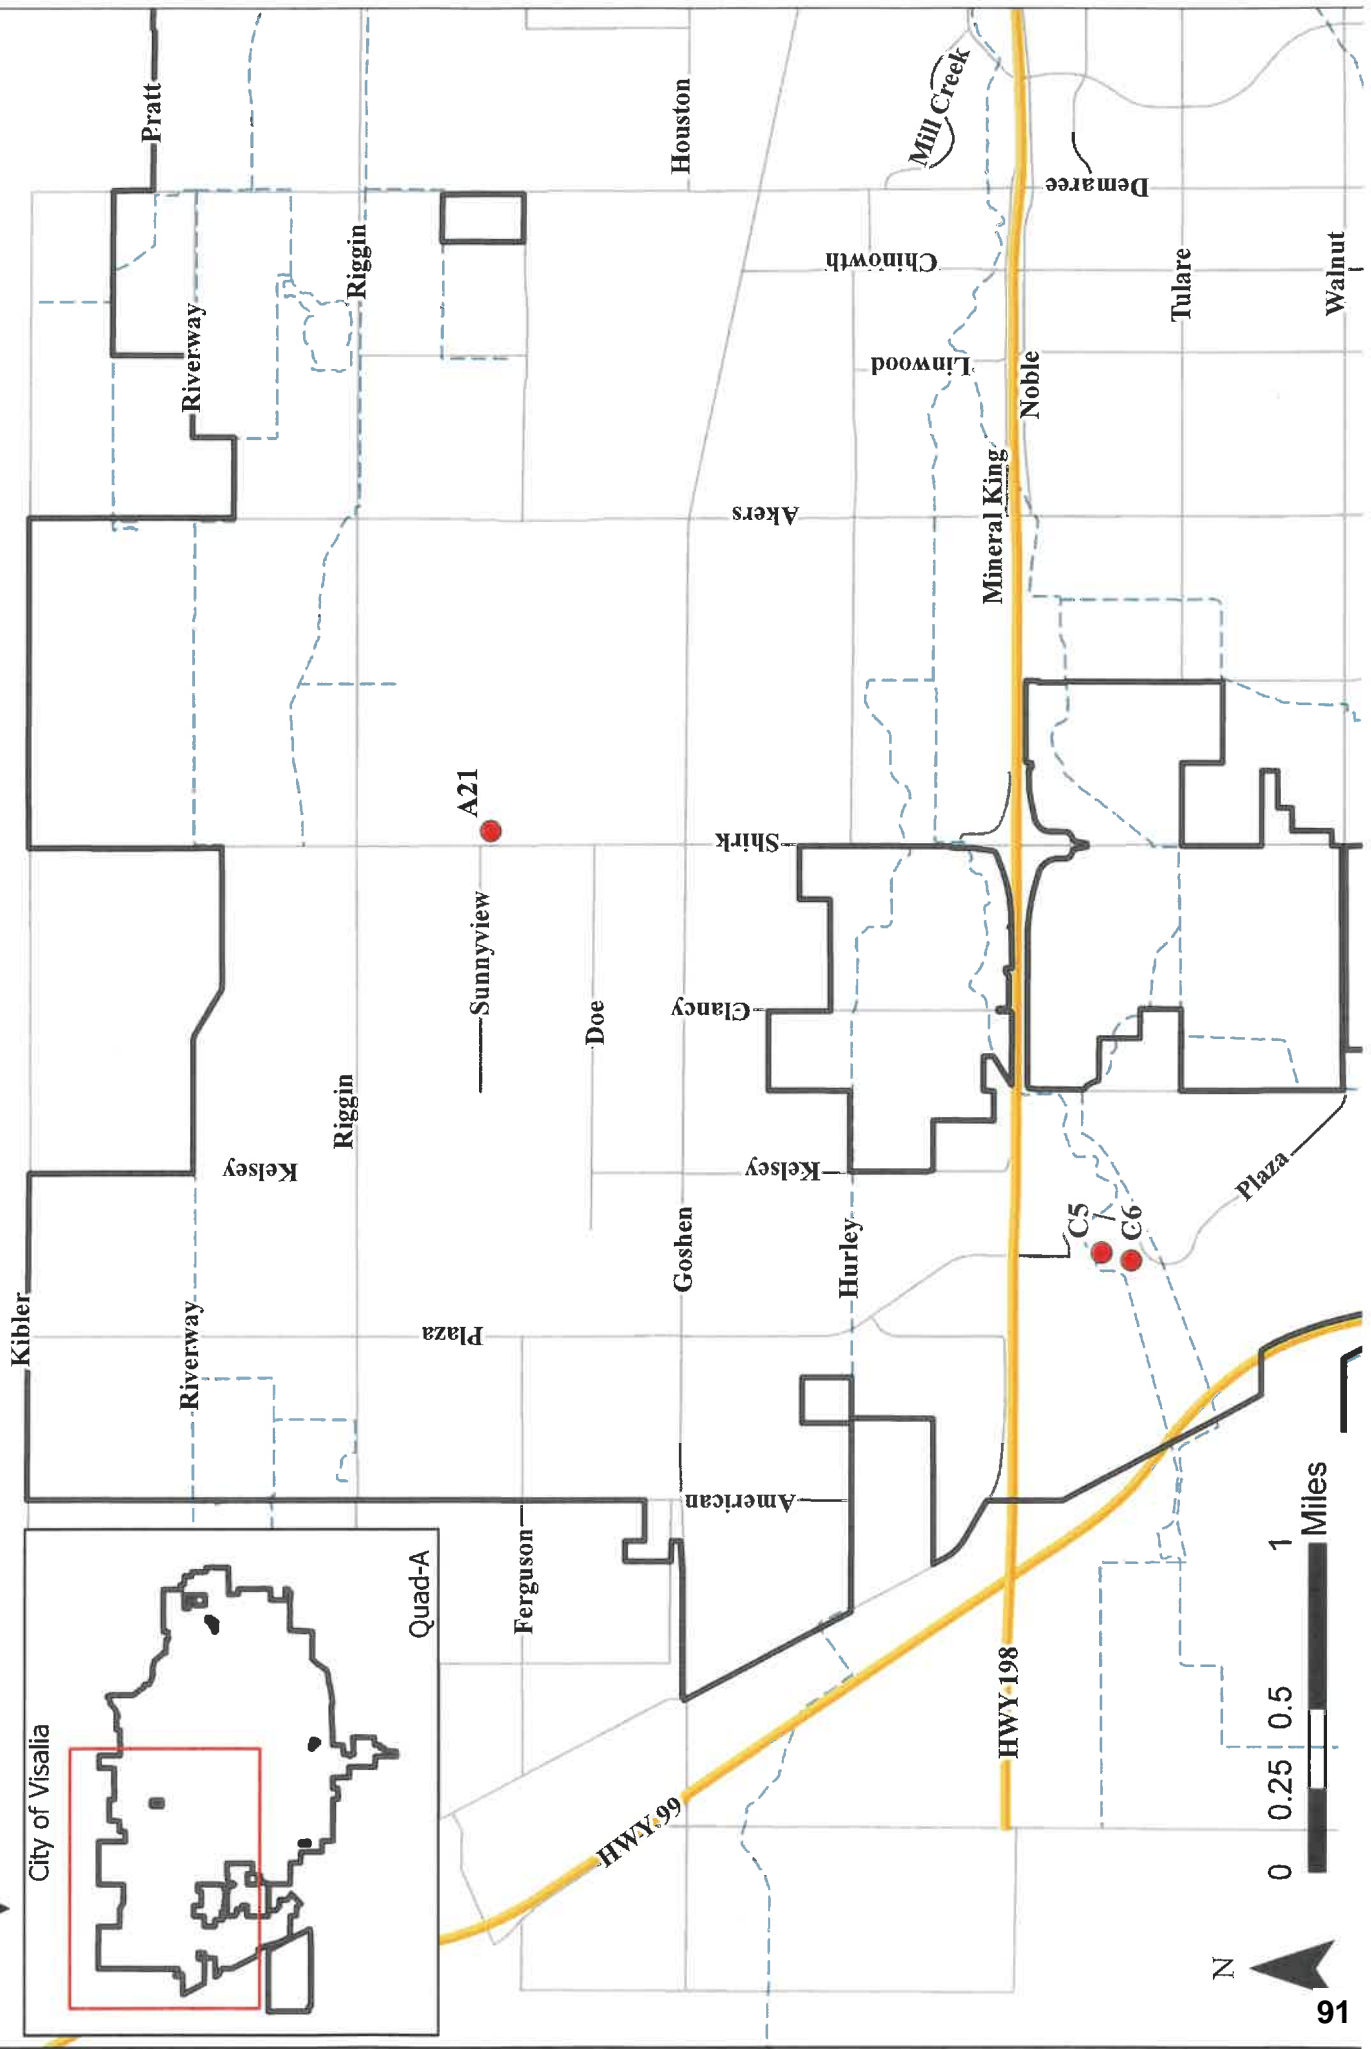 City of Visalia
Quad-A
Kibler
Pratt
Riverway
Riverway
Kelsey
Riggin
Riggin
Plaza
A21
Sunnyview
Ferguson
Doe
Houston
American
Goshen
Kelsey
Clancy
Shirk
Akers
Hurley
Chinowth
Linwood
Mill Creek
HWY 99
HWY 198
Mineral King
Noble
Demaree
C5
C6
Plaza
Tulare
Walnut
N
0 0.25 0.5 1
Miles
91